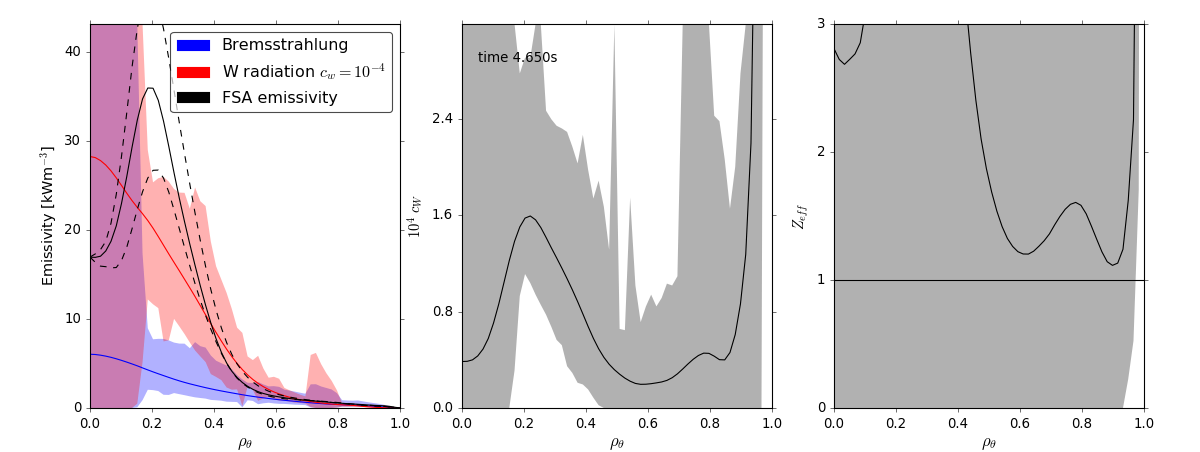 Emissivity [kWm⁻³]
40
30
20
10
0
Bremsstrahlung
W radiation c_w = 10⁻⁴
FSA emissivity
0.0 0.2 0.4 0.6 0.8 1.0
ρ_θ
10⁴ c_W
2.4
1.6
0.8
0.0
time 4.650s
0.0 0.2 0.4 0.6 0.8 1.0
ρ_θ
Z_eff
3
2
1
0
0.0 0.2 0.4 0.6 0.8 1.0
ρ_θ